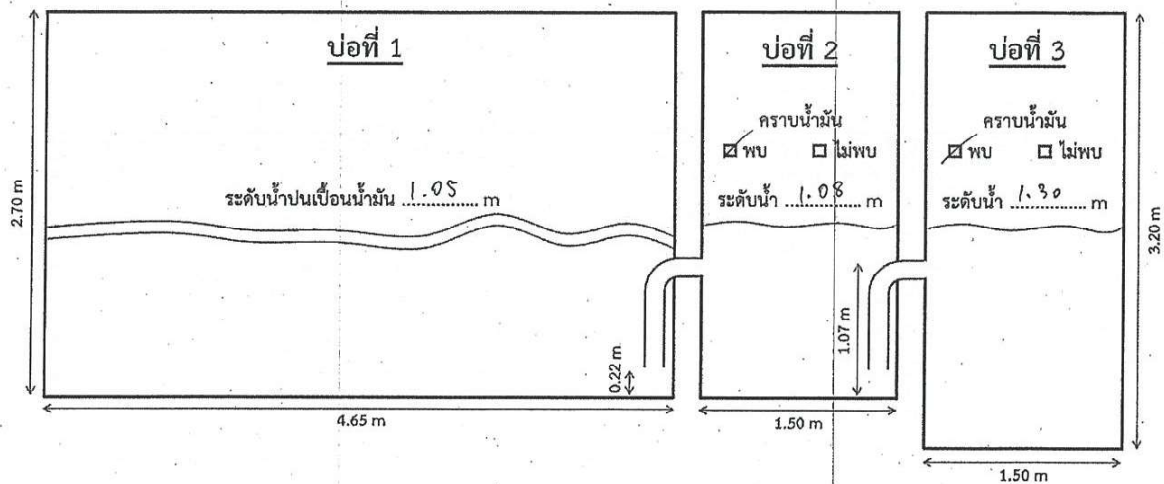 บ่อที่ 1
บ่อที่ 2
บ่อที่ 3
คราบน้ำมัน
☑ พบ ☐ ไม่พบ
คราบน้ำมัน
☑ พบ ☐ ไม่พบ
ระดับน้ำปนเปื้อนน้ำมัน 1.05 m
ระดับน้ำ 1.08 m
ระดับน้ำ 1.30 m
2.70 m
0.22 m
1.07 m
3.20 m
4.65 m
1.50 m
1.50 m